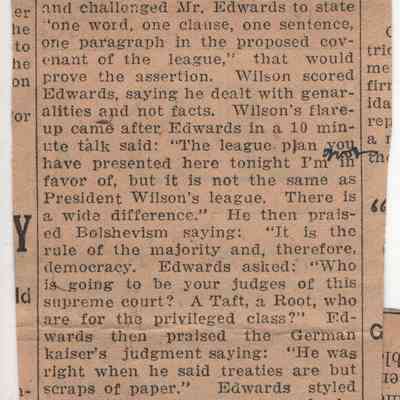 and challenged Mr. Edwards to state
"one word, one clause, one sentence,
one paragraph in the proposed cov-
enant of the league," that would
prove the assertion. Wilson scored
Edwards, saying he dealt with genar-
alities and not facts. Wilson's flare-
up came after Edwards in a 10 min-
ute talk said: "The league plan you
have presented here tonight I'm in
favor of, but it is not the same as
President Wilson's league. There is
a wide difference." He then prais-
ed Bolshevism saying: "It is the
rule of the majority and, therefore,
democracy. Edwards asked: "Who
is going to be your judges of this
supreme court? A Taft, a Root, who
are for the privileged class?" Ed-
wards then praised the German
kaiser's judgment saying: "He was
right when he said treaties are but
scraps of paper." Edwards styled